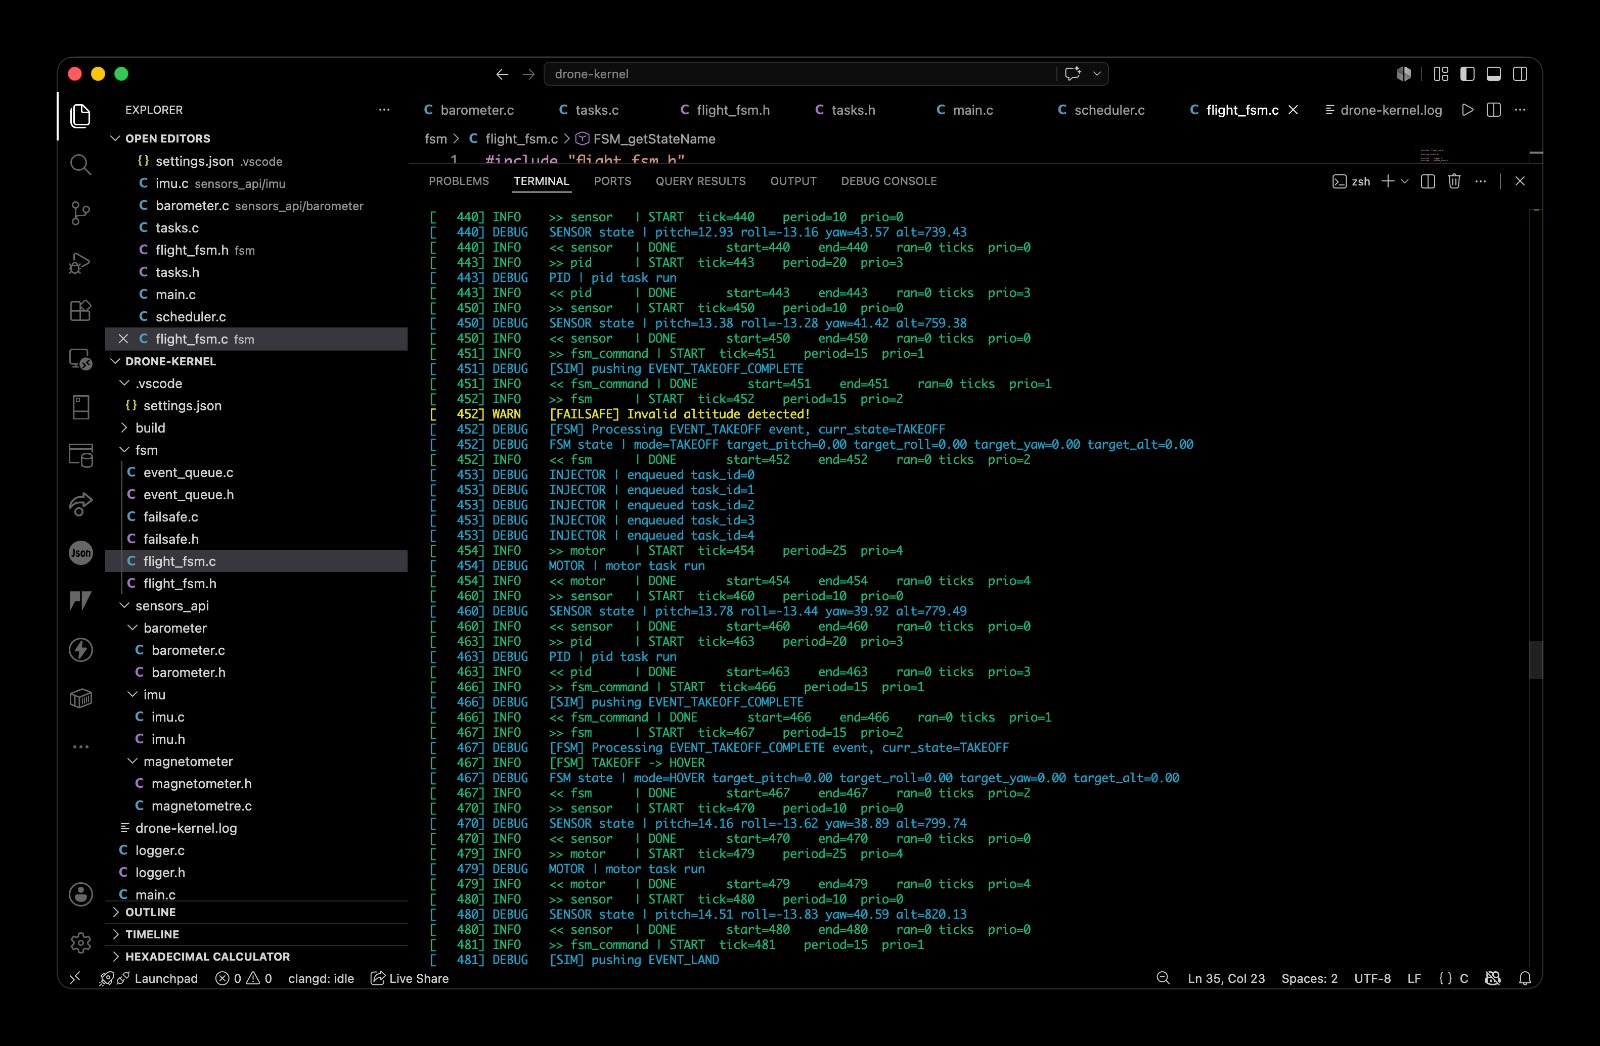 drone-kernel
EXPLORER
OPEN EDITORS
{} settings.json .vscode
C imu.c sensors_api/imu
C barometer.c sensors_api/barometer
C tasks.c
C flight_fsm.h fsm
C tasks.h
C main.c
C scheduler.c
C flight_fsm.c fsm
DRONE-KERNEL
.vscode
{} settings.json
build
fsm
C event_queue.c
C event_queue.h
C failsafe.c
C failsafe.h
C flight_fsm.c
C flight_fsm.h
sensors_api
barometer
C barometer.c
C barometer.h
imu
C imu.c
C imu.h
magnetometer
C magnetometer.h
C magnetometre.c
drone-kernel.log
C logger.c
C logger.h
C main.c
OUTLINE
TIMELINE
HEXADECIMAL CALCULATOR
Json
C barometer.c C tasks.c C flight_fsm.h C tasks.h C main.c C scheduler.c C flight_fsm.c drone-kernel.log
fsm > C flight_fsm.c > FSM_getStateName
1 #include "flight_fsm.h"
PROBLEMS TERMINAL PORTS QUERY RESULTS OUTPUT DEBUG CONSOLE zsh
[ 440] INFO >> sensor | START tick=440 period=10 prio=0
[ 440] DEBUG SENSOR state | pitch=12.93 roll=-13.16 yaw=43.57 alt=739.43
[ 440] INFO << sensor | DONE start=440 end=440 ran=0 ticks prio=0
[ 443] INFO >> pid | START tick=443 period=20 prio=3
[ 443] DEBUG PID | pid task run
[ 443] INFO << pid | DONE start=443 end=443 ran=0 ticks prio=3
[ 450] INFO >> sensor | START tick=450 period=10 prio=0
[ 450] DEBUG SENSOR state | pitch=13.38 roll=-13.28 yaw=41.42 alt=759.38
[ 450] INFO << sensor | DONE start=450 end=450 ran=0 ticks prio=0
[ 451] INFO >> fsm_command | START tick=451 period=15 prio=1
[ 451] DEBUG [SIM] pushing EVENT_TAKEOFF_COMPLETE
[ 451] INFO << fsm_command | DONE start=451 end=451 ran=0 ticks prio=1
[ 452] INFO >> fsm | START tick=452 period=15 prio=2
[ 452] WARN [FAILSAFE] Invalid altitude detected!
[ 452] DEBUG [FSM] Processing EVENT_TAKEOFF event, curr_state=TAKEOFF
[ 452] DEBUG FSM state | mode=TAKEOFF target_pitch=0.00 target_roll=0.00 target_yaw=0.00 target_alt=0.00
[ 452] INFO << fsm | DONE start=452 end=452 ran=0 ticks prio=2
[ 453] DEBUG INJECTOR | enqueued task_id=0
[ 453] DEBUG INJECTOR | enqueued task_id=1
[ 453] DEBUG INJECTOR | enqueued task_id=2
[ 453] DEBUG INJECTOR | enqueued task_id=3
[ 453] DEBUG INJECTOR | enqueued task_id=4
[ 454] INFO >> motor | START tick=454 period=25 prio=4
[ 454] DEBUG MOTOR | motor task run
[ 454] INFO << motor | DONE start=454 end=454 ran=0 ticks prio=4
[ 460] INFO >> sensor | START tick=460 period=10 prio=0
[ 460] DEBUG SENSOR state | pitch=13.78 roll=-13.44 yaw=39.92 alt=779.49
[ 460] INFO << sensor | DONE start=460 end=460 ran=0 ticks prio=0
[ 463] INFO >> pid | START tick=463 period=20 prio=3
[ 463] DEBUG PID | pid task run
[ 463] INFO << pid | DONE start=463 end=463 ran=0 ticks prio=3
[ 466] INFO >> fsm_command | START tick=466 period=15 prio=1
[ 466] DEBUG [SIM] pushing EVENT_TAKEOFF_COMPLETE
[ 466] INFO << fsm_command | DONE start=466 end=466 ran=0 ticks prio=1
[ 467] INFO >> fsm | START tick=467 period=15 prio=2
[ 467] DEBUG [FSM] Processing EVENT_TAKEOFF_COMPLETE event, curr_state=TAKEOFF
[ 467] INFO [FSM] TAKEOFF -> HOVER
[ 467] DEBUG FSM state | mode=HOVER target_pitch=0.00 target_roll=0.00 target_yaw=0.00 target_alt=0.00
[ 467] INFO << fsm | DONE start=467 end=467 ran=0 ticks prio=2
[ 470] INFO >> sensor | START tick=470 period=10 prio=0
[ 470] DEBUG SENSOR state | pitch=14.16 roll=-13.62 yaw=38.89 alt=799.74
[ 470] INFO << sensor | DONE start=470 end=470 ran=0 ticks prio=0
[ 479] INFO >> motor | START tick=479 period=25 prio=4
[ 479] DEBUG MOTOR | motor task run
[ 479] INFO << motor | DONE start=479 end=479 ran=0 ticks prio=4
[ 480] INFO >> sensor | START tick=480 period=10 prio=0
[ 480] DEBUG SENSOR state | pitch=14.51 roll=-13.83 yaw=40.59 alt=820.13
[ 480] INFO << sensor | DONE start=480 end=480 ran=0 ticks prio=0
[ 481] INFO >> fsm_command | START tick=481 period=15 prio=1
[ 481] DEBUG [SIM] pushing EVENT_LAND
Launchpad 0 0 clangd: idle Live Share Ln 35, Col 23 Spaces: 2 UTF-8 LF {} C